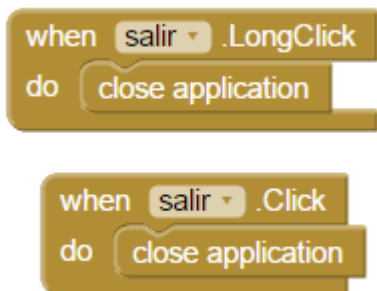 when salir .LongClick
do close application
when salir .Click
do close application